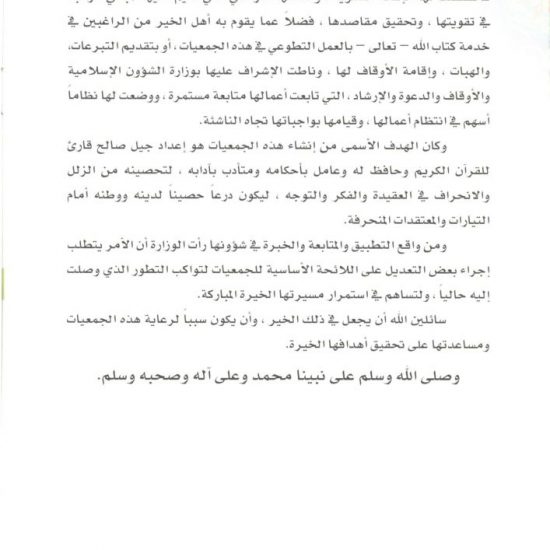 في تقويتها ، وتحقيق مقاصدها ، فضلاً عما يقوم به أهل الخير من الراغبين في
خدمة كتاب الله – تعالى – بالعمل التطوعي في هذه الجمعيات ، أو بتقديم التبرعات،
والهبات ، وإقامة الأوقاف لها ، وناطت الإشراف عليها بوزارة الشؤون الإسلامية
والأوقاف والدعوة والإرشاد ، التي تابعت أعمالها متابعة مستمرة ، ووضعت لها نظاماً
أسهم في انتظام أعمالها ، وقيامها بواجباتها تجاه الناشئة.
وكان الهدف الأسمى من إنشاء هذه الجمعيات هو إعداد جيل صالح قارئ
للقرآن الكريم وحافظ له وعامل بأحكامه ومتأدب بآدابه ، لتحصينه من الزلل
والانحراف في العقيدة والفكر والتوجه ، ليكون درعاً حصيناً لدينه ووطنه أمام
التيارات والمعتقدات المنحرفة.
ومن واقع التطبيق والمتابعة والخبرة في شؤونها رأت الوزارة أن الأمر يتطلب
إجراء بعض التعديل على اللائحة الأساسية للجمعيات لتواكب التطور الذي وصلت
إليه حالياً ، ولتساهم في استمرار مسيرتها الخيرة المباركة.
سائلين الله أن يجعل في ذلك الخير ، وأن يكون سبباً لرعاية هذه الجمعيات
ومساعدتها على تحقيق أهدافها الخيرة.
وصلى الله وسلم على نبينا محمد وعلى آله وصحبه وسلم.